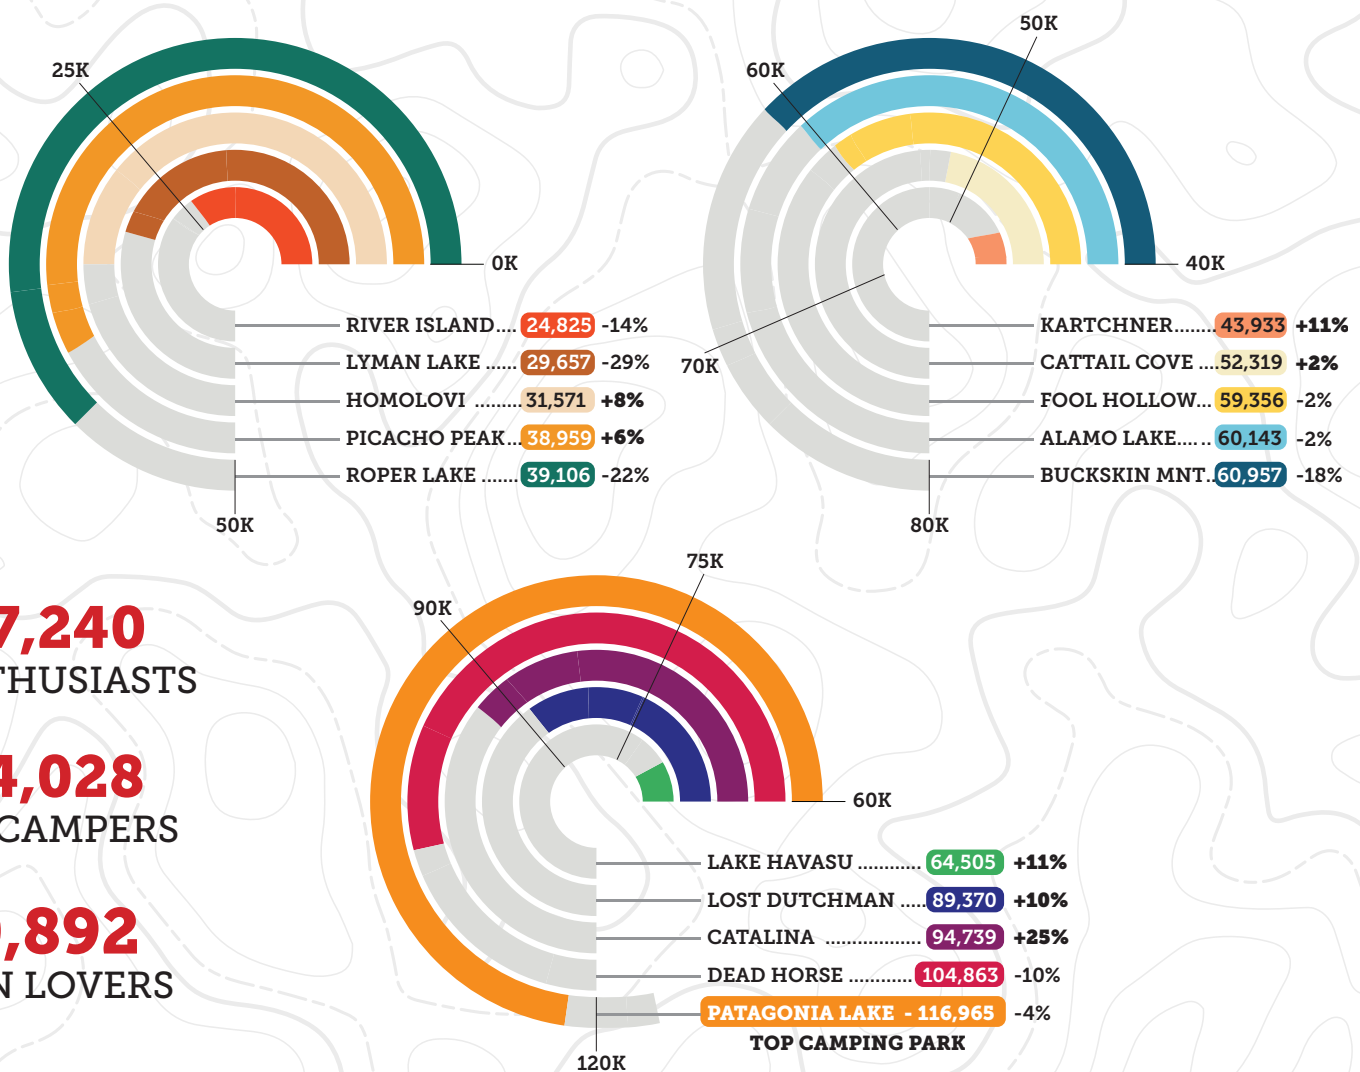 25K
0K
RIVER ISLAND.... 24,825 -14%
LYMAN LAKE ...... 29,657 -29%
HOMOLOVI ......... 31,571 +8%
PICACHO PEAK... 38,959 +6%
ROPER LAKE ....... 39,106 -22%
50K
50K
60K
40K
70K
KARTCHNER....... 43,933 +11%
CATTAIL COVE .... 52,319 +2%
FOOL HOLLOW... 59,356 -2%
ALAMO LAKE...... 60,143 -2%
BUCKSKIN MNT.. 60,957 -18%
80K
7,240
THUSIASTS
4,028
CAMPERS
,892
N LOVERS
75K
90K
60K
LAKE HAVASU ............ 64,505 +11%
LOST DUTCHMAN ..... 89,370 +10%
CATALINA .................. 94,739 +25%
DEAD HORSE ............ 104,863 -10%
PATAGONIA LAKE - 116,965 -4%
TOP CAMPING PARK
120K